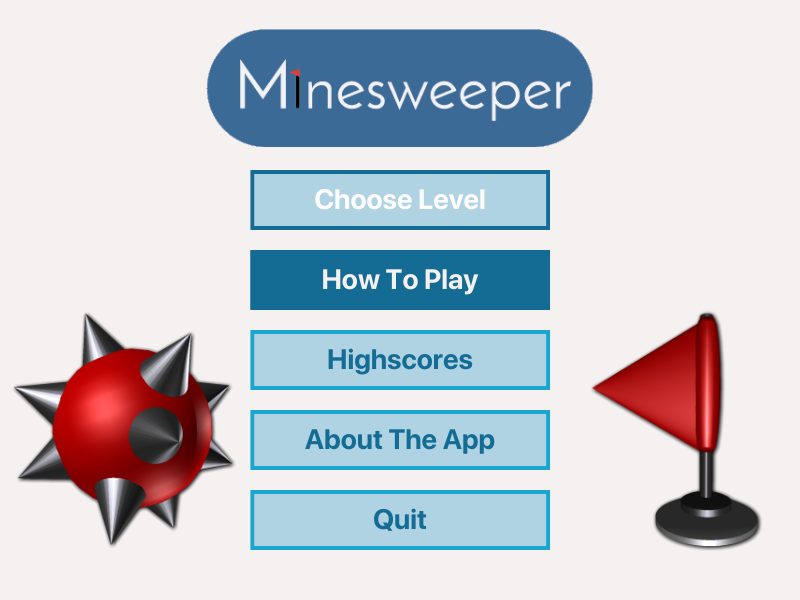 Minesweeper
Choose Level
How To Play
Highscores
About The App
Quit